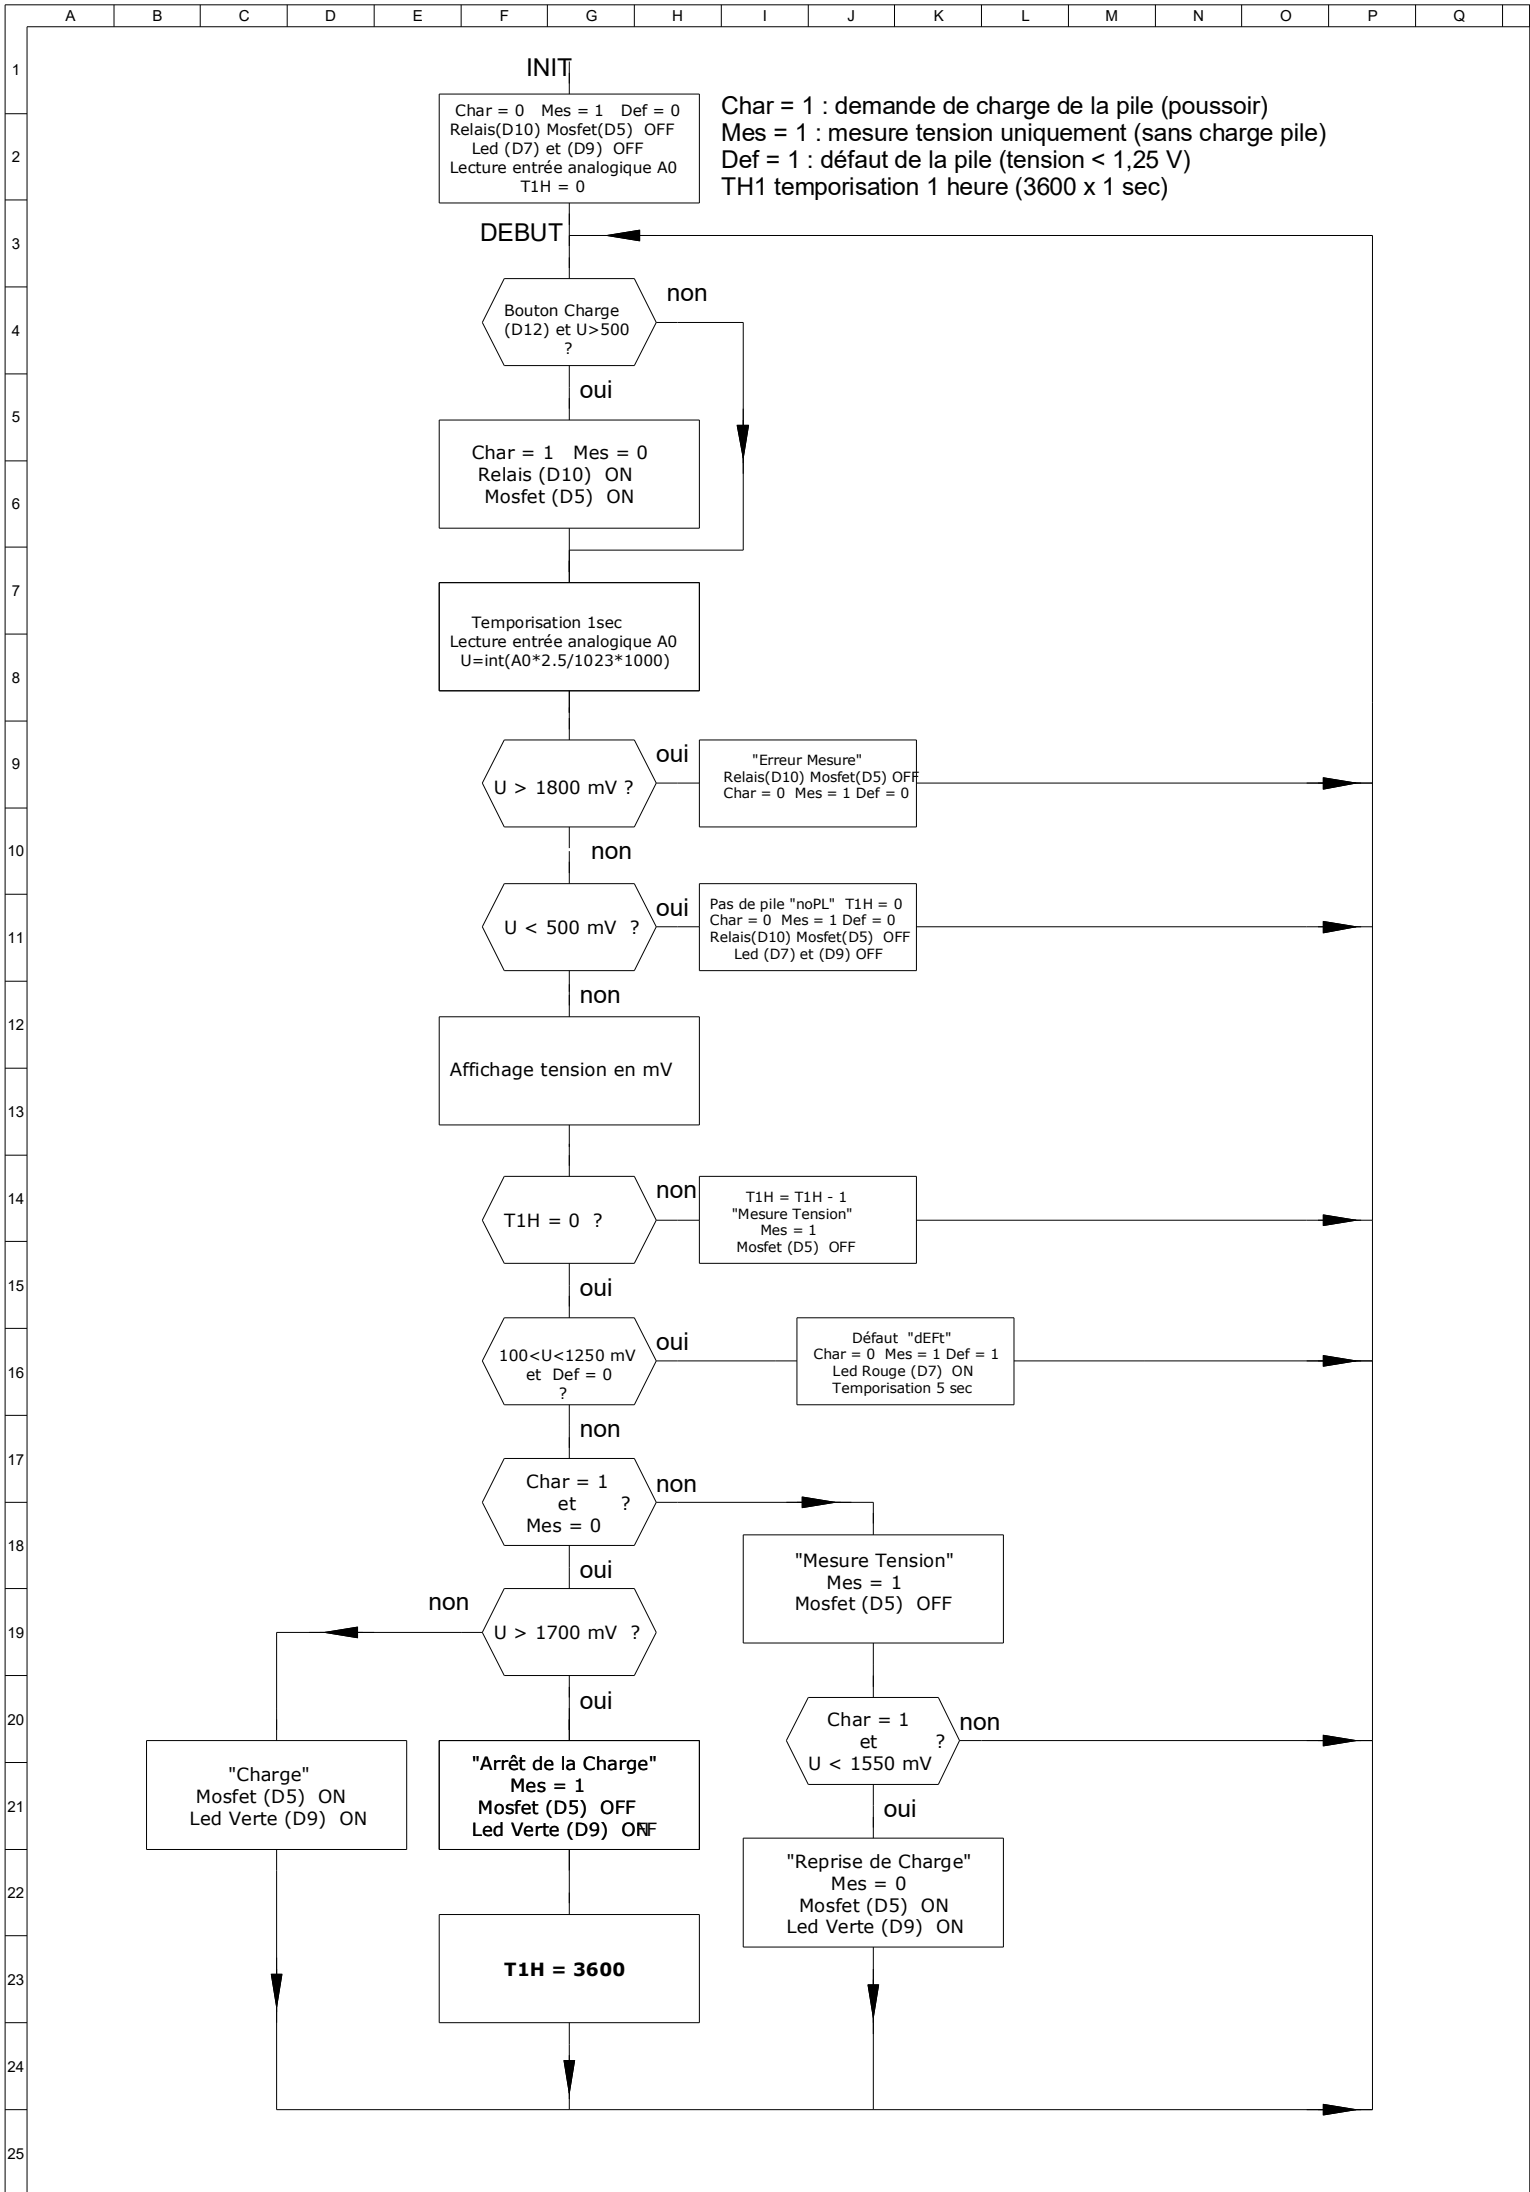 A B C D E F G H I J K L M N O P Q
1
2
3
4
5
6
7
8
9
10
11
12
13
14
15
16
17
18
19
20
21
22
23
24
25
INIT
Char = 0 Mes = 1 Def = 0
Relais(D10) Mosfet(D5) OFF
Led (D7) et (D9) OFF
Lecture entrée analogique A0
T1H = 0
Char = 1 : demande de charge de la pile (poussoir)
Mes = 1 : mesure tension uniquement (sans charge pile)
Def = 1 : défaut de la pile (tension < 1,25 V)
TH1 temporisation 1 heure (3600 x 1 sec)
DEBUT
Bouton Charge
(D12) et U>500
?
non
oui
Char = 1 Mes = 0
Relais (D10) ON
Mosfet (D5) ON
Temporisation 1sec
Lecture entrée analogique A0
U=int(A0*2.5/1023*1000)
U > 1800 mV ?
oui
"Erreur Mesure"
Relais(D10) Mosfet(D5) OFF
Char = 0 Mes = 1 Def = 0
non
U < 500 mV ?
oui
Pas de pile "noPL" T1H = 0
Char = 0 Mes = 1 Def = 0
Relais(D10) Mosfet(D5) OFF
Led (D7) et (D9) OFF
non
Affichage tension en mV
T1H = 0 ?
non
T1H = T1H - 1
"Mesure Tension"
Mes = 1
Mosfet (D5) OFF
oui
100<U<1250 mV
et Def = 0
?
oui
Défaut "dEFt"
Char = 0 Mes = 1 Def = 1
Led Rouge (D7) ON
Temporisation 5 sec
non
Char = 1
et ?
Mes = 0
non
"Mesure Tension"
Mes = 1
Mosfet (D5) OFF
oui
U > 1700 mV ?
non
oui
Char = 1
et ?
U < 1550 mV
non
oui
"Charge"
Mosfet (D5) ON
Led Verte (D9) ON
"Arrêt de la Charge"
Mes = 1
Mosfet (D5) OFF
Led Verte (D9) OFF
"Reprise de Charge"
Mes = 0
Mosfet (D5) ON
Led Verte (D9) ON
T1H = 3600